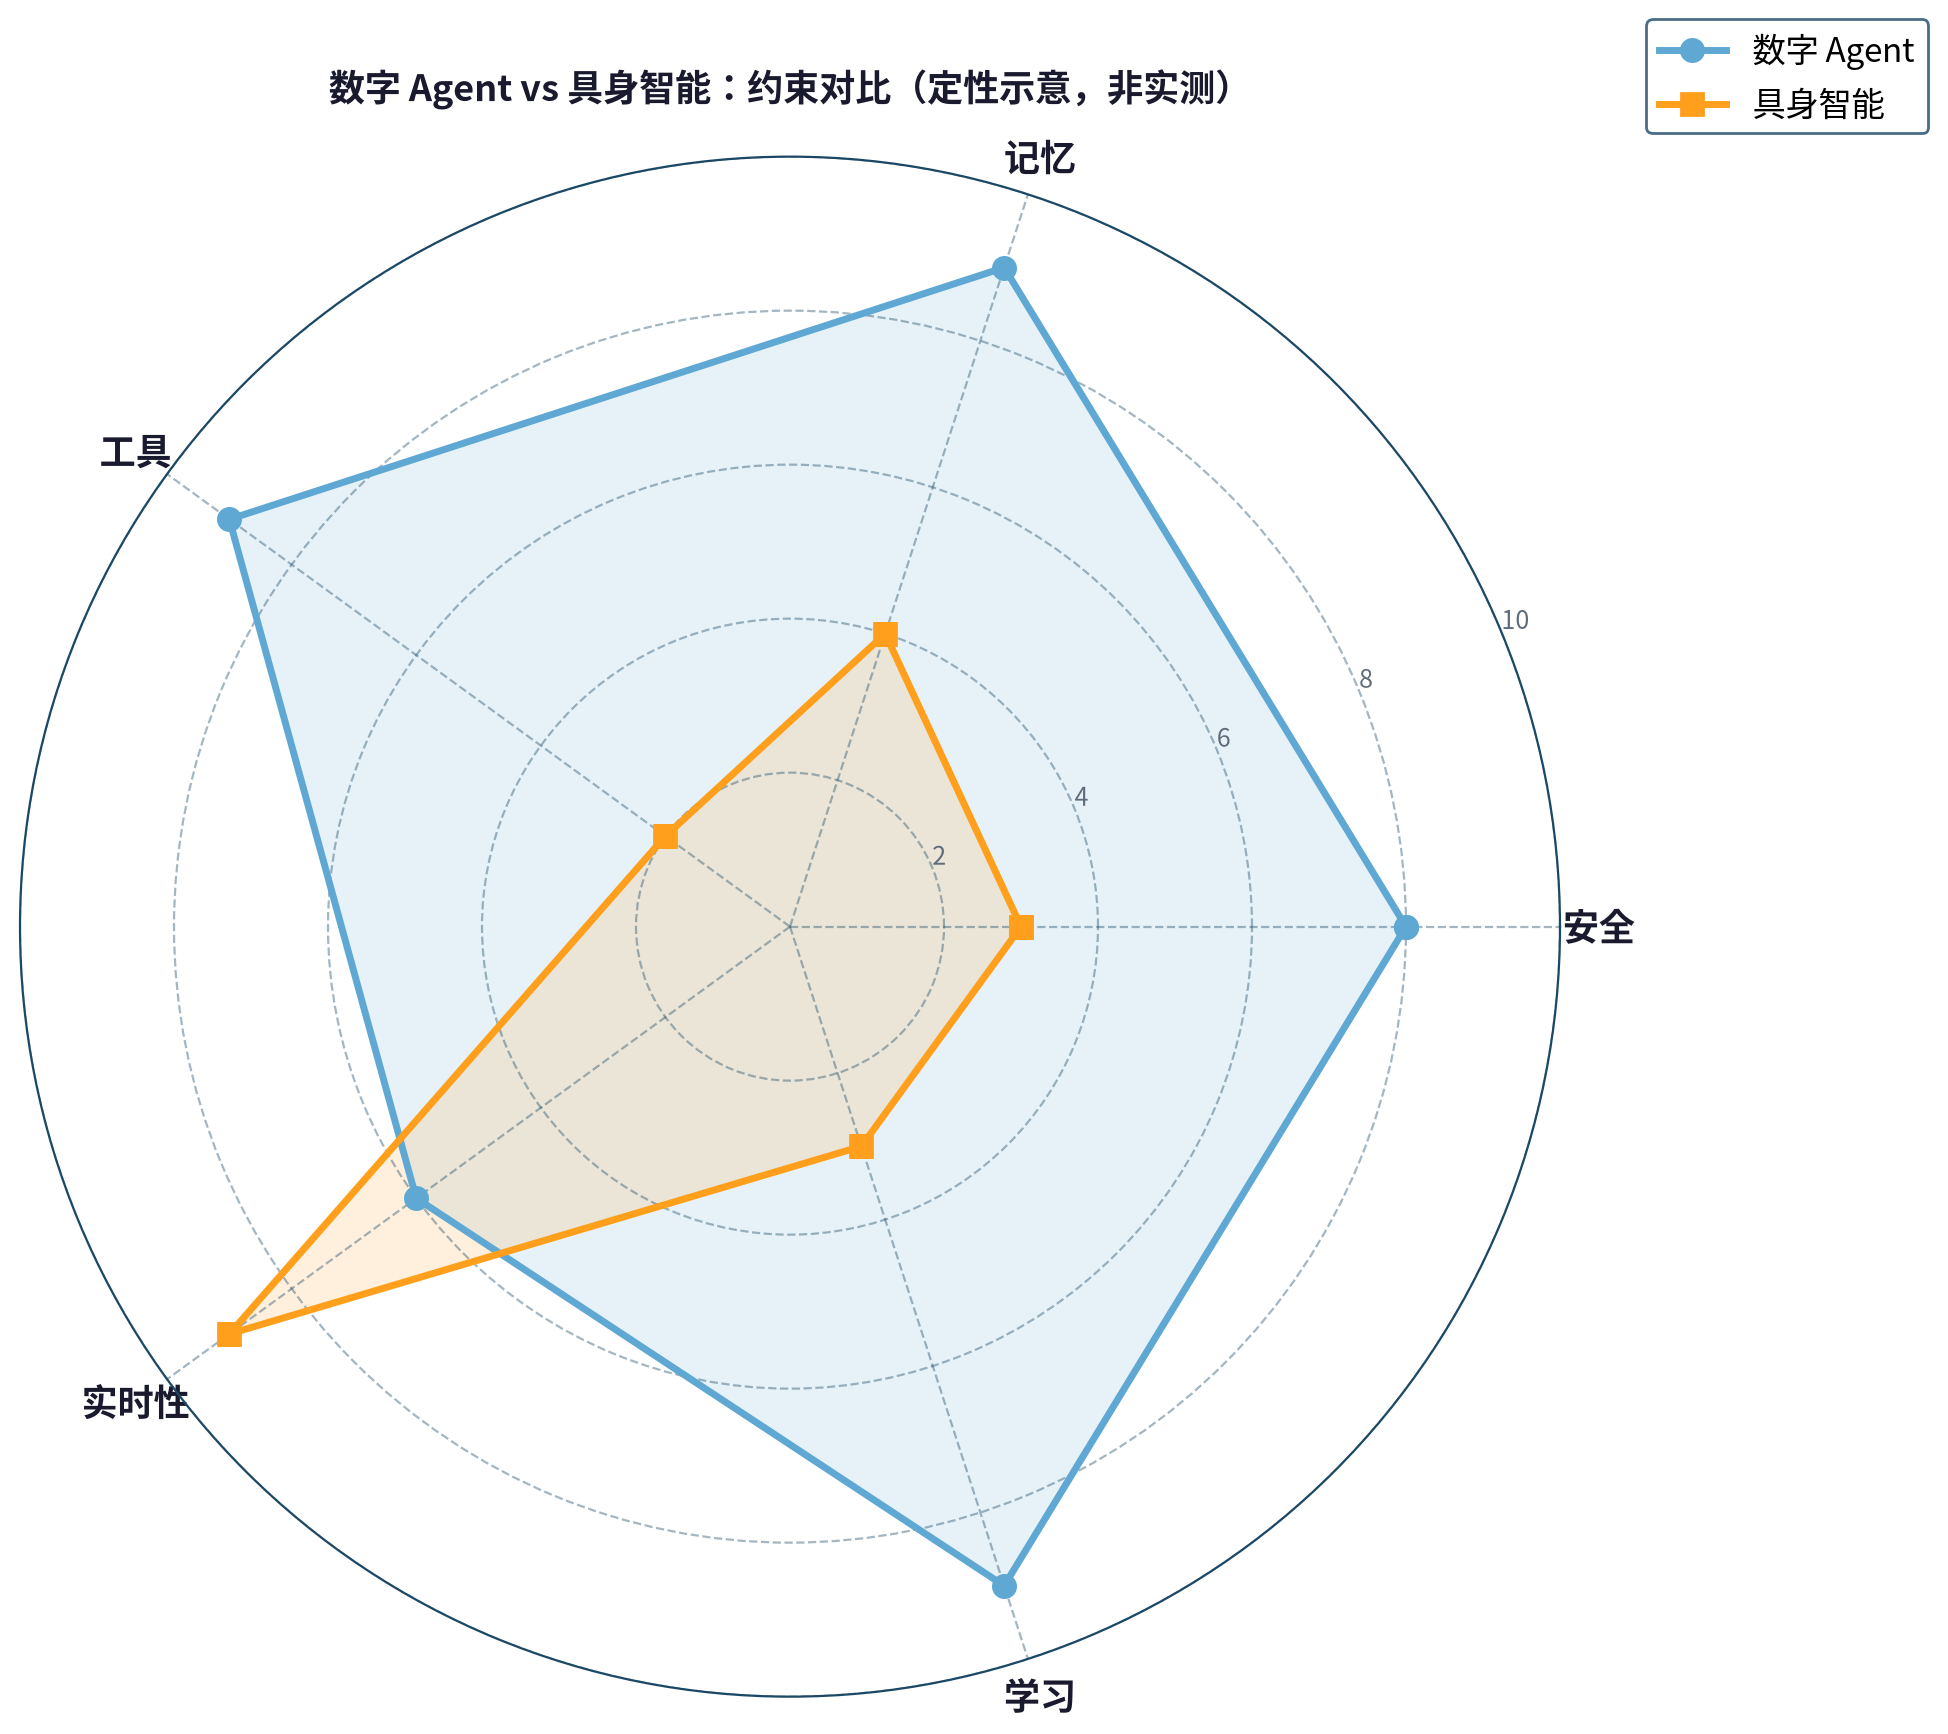 数字 Agent vs 具身智能：约束对比（定性示意，非实测）
数字 Agent
具身智能
记忆
工具
安全
实时性
学习
10
8
6
4
2